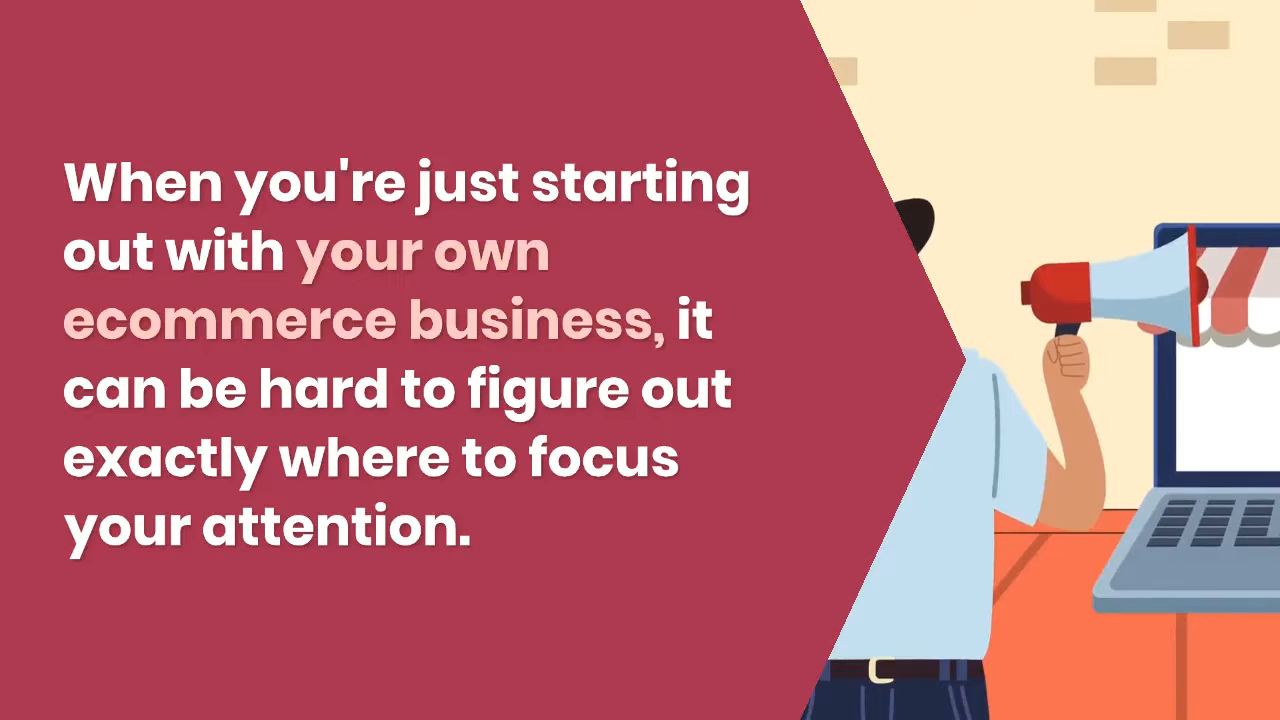 When you're just starting
out with your own
ecommerce business, it
can be hard to figure out
exactly where to focus
your attention.